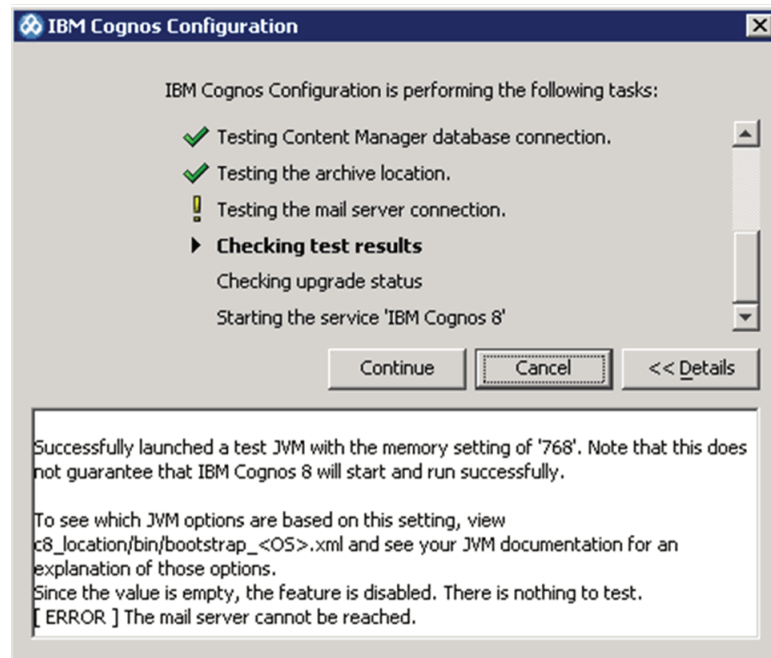 IBM Cognos Configuration
IBM Cognos Configuration is performing the following tasks:
Testing Content Manager database connection.
Testing the archive location.
Testing the mail server connection.
Checking test results
Checking upgrade status
Starting the service 'IBM Cognos 8'
Continue
Cancel
<< Details
Successfully launched a test JVM with the memory setting of '768'. Note that this does
not guarantee that IBM Cognos 8 will start and run successfully.
To see which JVM options are based on this setting, view
c8_location/bin/bootstrap_<OS>.xml and see your JVM documentation for an
explanation of those options.
Since the value is empty, the feature is disabled. There is nothing to test.
[ ERROR ] The mail server cannot be reached.